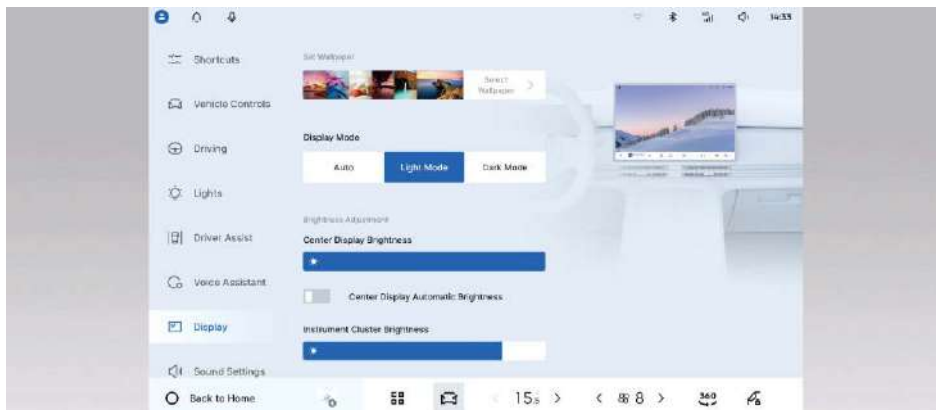 14:33
Shortcuts
Set Wallpaper
Select
Wallpaper
Vehicle Controls
Display Mode
Driving
Auto
Light Mode
Dark Mode
Lights
Brightness Adjustment
Driver Assist
Center Display Brightness
Voice Assistant
Center Display Automatic Brightness
Display
Instrument Cluster Brightness
Sound Settings
Back to Home
15.5
8
360